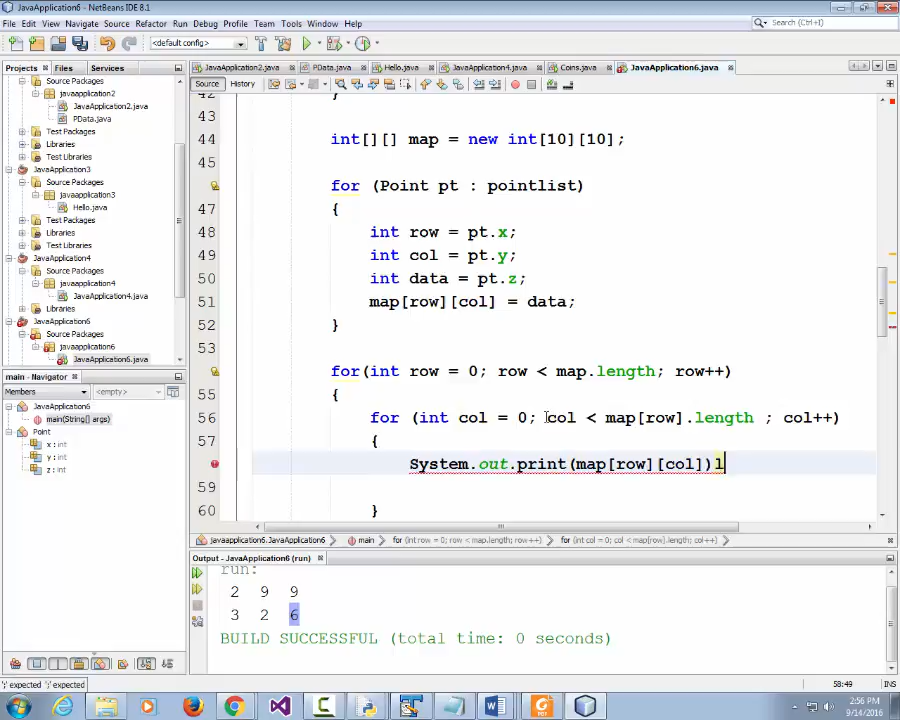 JavaApplication6 - NetBeans IDE 8.1
File Edit View Navigate Source Refactor Run Debug Profile Team Tools Window Help
<default config>
Search (Ctrl+I)
Projects Files Services
JavaApplication2.java PData.java Hello.java JavaApplication4.java Coins.java JavaApplication6.java
Source History
Source Packages
javaapplication2
JavaApplication2.java
PData.java
Test Packages
Libraries
Test Libraries
JavaApplication3
Source Packages
javaapplication3
Hello.java
Test Packages
Libraries
Test Libraries
JavaApplication4
Source Packages
javaapplication4
JavaApplication4.java
Libraries
JavaApplication6
Source Packages
javaapplication6
JavaApplication6.java
main - Navigator
Members <empty>
JavaApplication6
main(String[] args)
Point
x : int
y : int
z : int
42 }
43
44 int[][] map = new int[10][10];
45
for (Point pt : pointlist)
47 {
48 int row = pt.x;
49 int col = pt.y;
50 int data = pt.z;
51 map[row][col] = data;
52 }
53
for(int row = 0; row < map.length; row++)
55 {
56 for (int col = 0; col < map[row].length ; col++)
57 {
System.out.print(map[row][col])l
59
60 }
javaapplication6.JavaApplication6 main for (int row = 0; row < map.length; row++) for (int col = 0; col < map[row].length; col++)
Output - JavaApplication6 (run)
run:
2 9 9
3 2 6
BUILD SUCCESSFUL (total time: 0 seconds)
';' expected ';' expected
58:49 INS
2:56 PM
9/14/2016